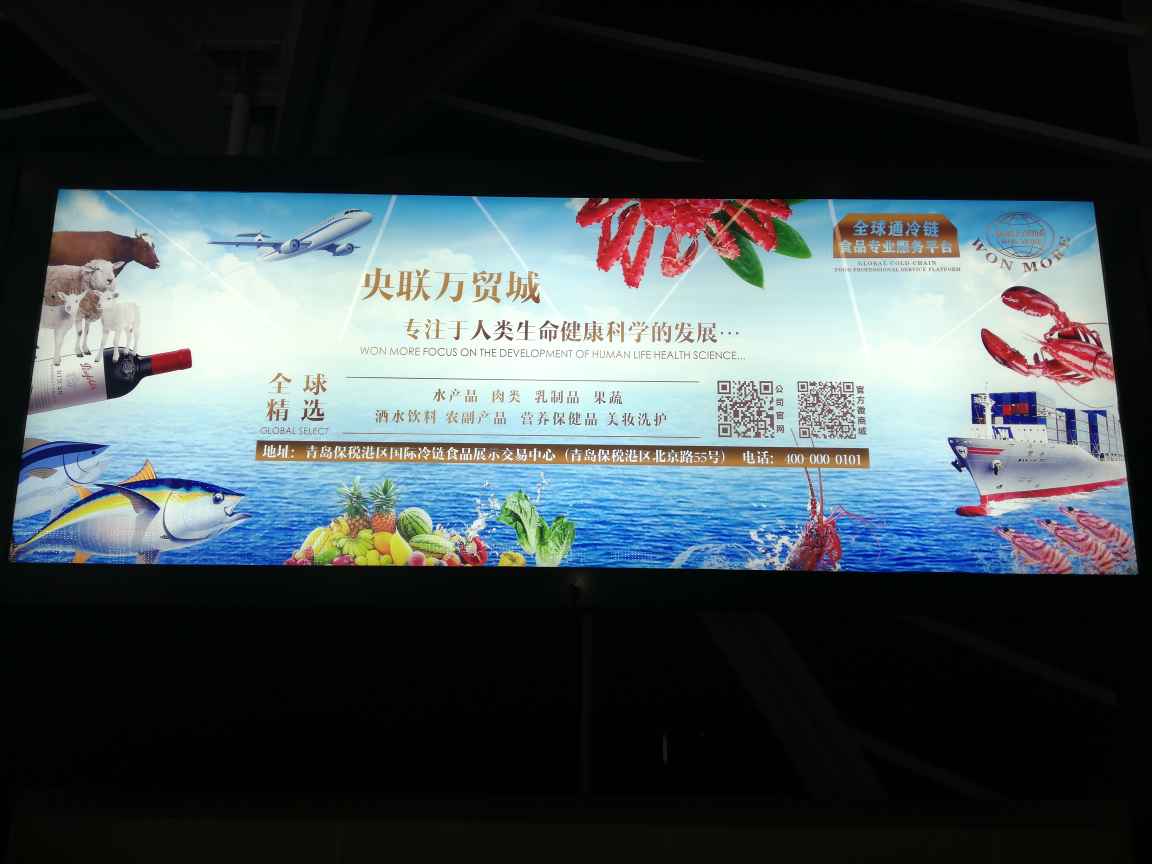 全球通冷链
食品专业惠务平台
GLOBAL COLD CHAIN
YOUR PROFESSIONAL SERVICE PLATFORM
WON MORE
央联万贸城
专注于人类生命健康科学的发展…
WON MORE FOCUS ON THE DEVELOPMENT OF HUMAN LIFE HEALTH SCIENCE...
全球
精选
GLOBAL SELECT
水产品 肉类 乳制品 果蔬
酒水饮料 农副产品 营养保健品 美妆洗护
公司官网
官方微商城
地址：青岛保税港区国际冷链食品展示交易中心（青岛保税港区北京路55号） 电话：400-000-0101